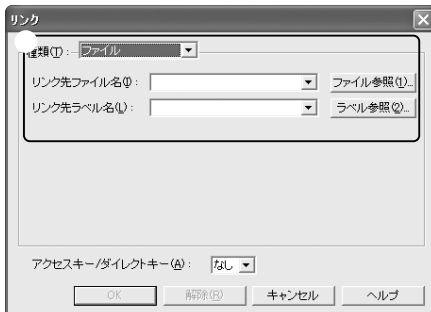 リンク
種類(T): ファイル
リンク先ファイル名(I): ファイル参照(1)...
リンク先ラベル名(L): ラベル参照(2)...
アクセスキー/ダイレクトキー(A): なし
OK 解除(R) キャンセル ヘルプ